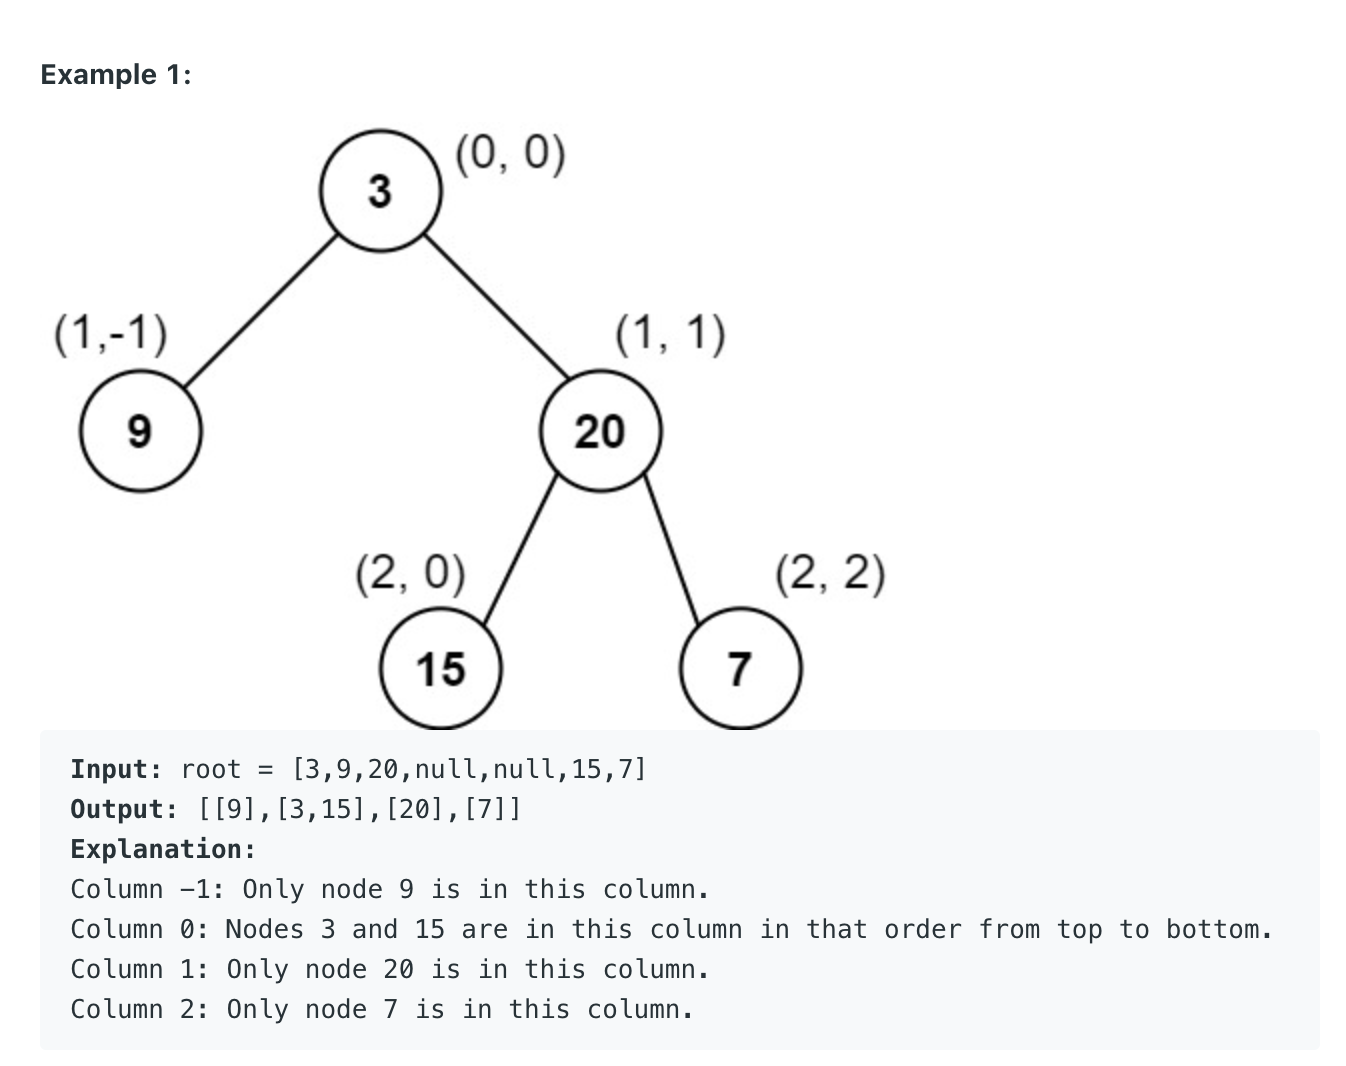 Example 1:
(0, 0)
3
(1,-1)
(1, 1)
9
20
(2, 0)
(2, 2)
15
7
Input: root = [3,9,20,null,null,15,7]
Output: [[9],[3,15],[20],[7]]
Explanation:
Column -1: Only node 9 is in this column.
Column 0: Nodes 3 and 15 are in this column in that order from top to bottom.
Column 1: Only node 20 is in this column.
Column 2: Only node 7 is in this column.